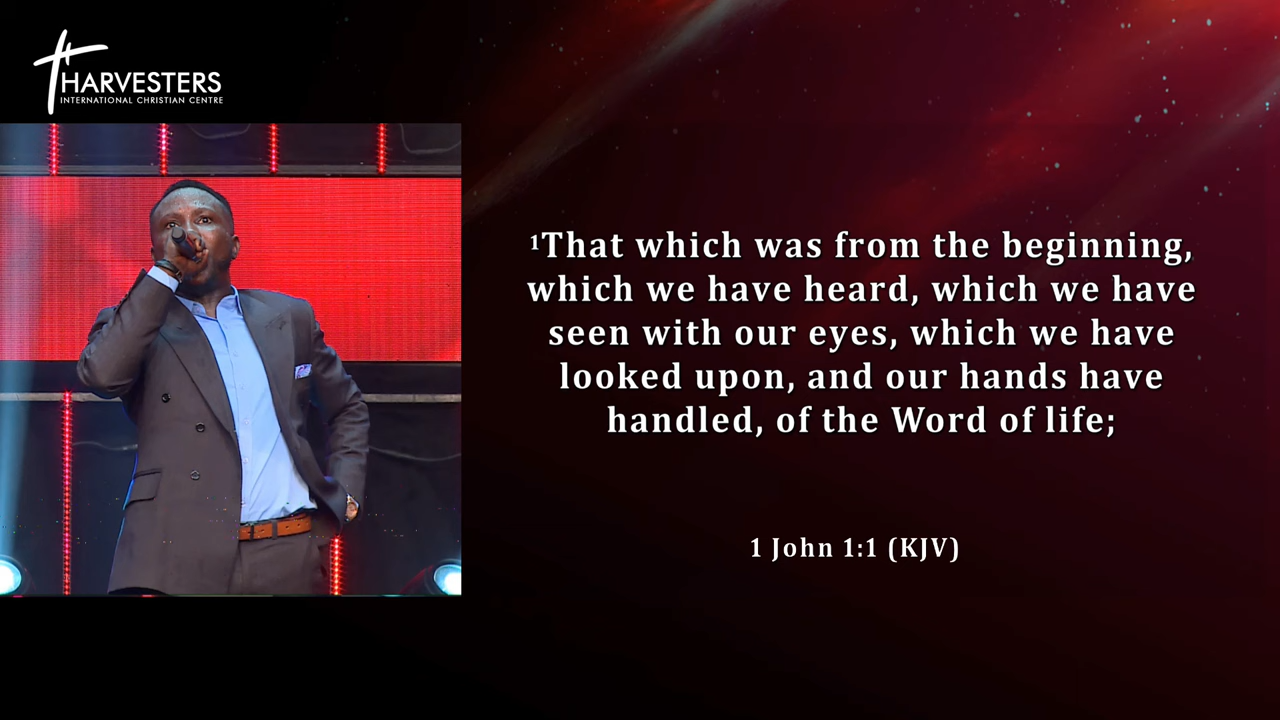 HARVESTERS
INTERNATIONAL CHRISTIAN CENTRE
¹That which was from the beginning,
which we have heard, which we have
seen with our eyes, which we have
looked upon, and our hands have
handled, of the Word of life;
1 John 1:1 (KJV)